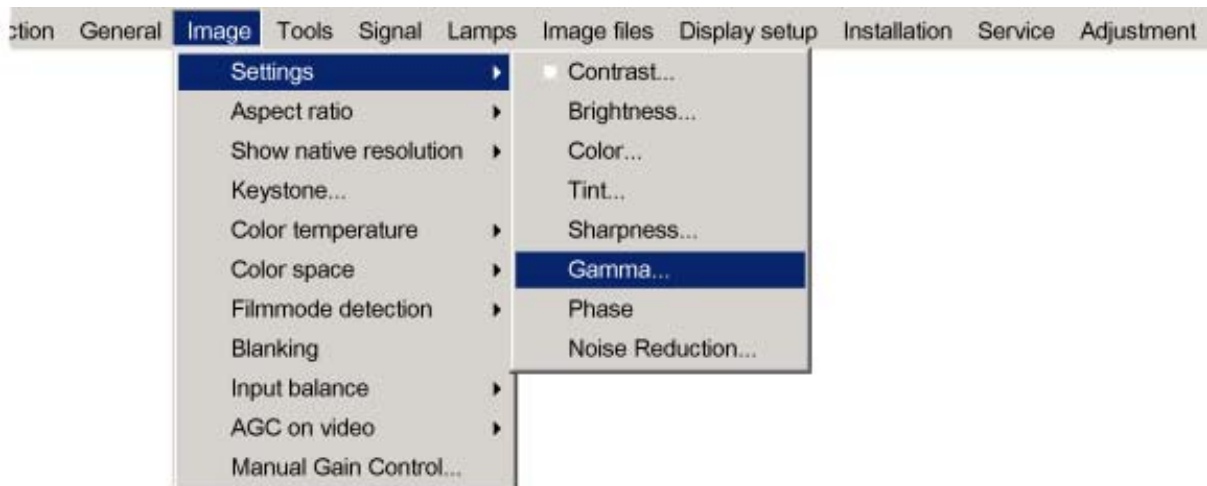 ction General Image Tools Signal Lamps Image files Display setup Installation Service Adjustment
Settings
Aspect ratio
Show native resolution
Keystone...
Color temperature
Color space
Filmmode detection
Blanking
Input balance
AGC on video
Manual Gain Control...
Contrast...
Brightness...
Color...
Tint...
Sharpness...
Gamma...
Phase
Noise Reduction...